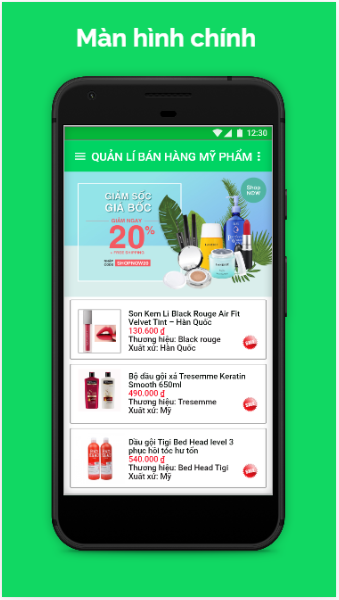 Màn hình chính
12:30
QUẢN LÍ BÁN HÀNG MỸ PHẨM
GIẢM SỐC
GIÁ BỐC
GIẢM NGAY
20%
+ FREE SHIPPING
SHOPNOW20
Shop
NOW
Son Kem Lì Black Rouge Air Fit
Velvet Tint – Hàn Quốc
130.600 ₫
Thương hiệu: Black rouge
Xuất xứ: Hàn Quốc
Bộ dầu gội xả Tresemme Keratin
Smooth 650ml
490.000 ₫
Thương hiệu: Tresemme
Xuất xứ: Mỹ
Dầu gội Tigi Bed Head level 3
phục hồi tóc hư tổn
540.000 ₫
Thương hiệu: Bed Head Tigi
Xuất xứ: Mỹ